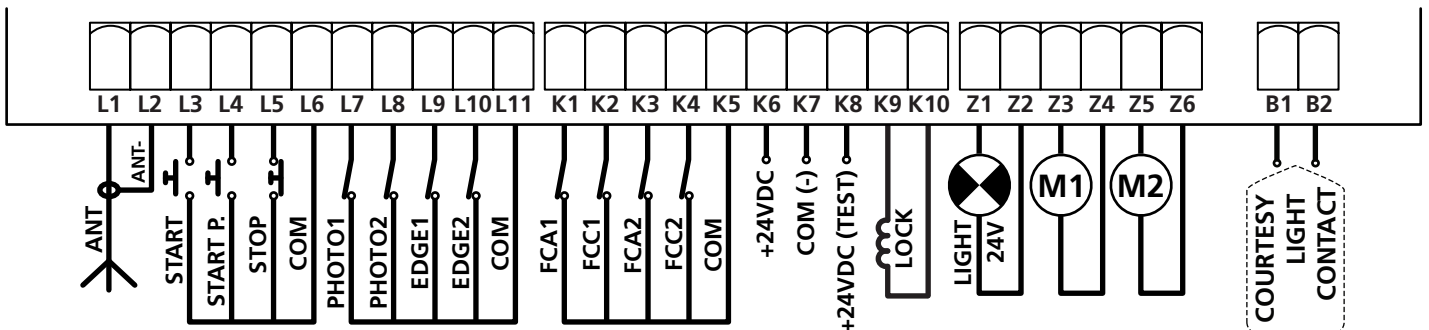 L1 L2 L3 L4 L5 L6 L7 L8 L9 L10 L11 K1 K2 K3 K4 K5 K6 K7 K8 K9 K10 Z1 Z2 Z3 Z4 Z5 Z6 B1 B2
ANT
ANT-
START
START P.
STOP
COM
PHOTO1
PHOTO2
EDGE1
EDGE2
COM
FCA1
FCC1
FCA2
FCC2
COM
+24VDC
COM (-)
+24VDC (TEST)
LOCK
LIGHT
24V
M1
M2
COURTESY
LIGHT
CONTACT